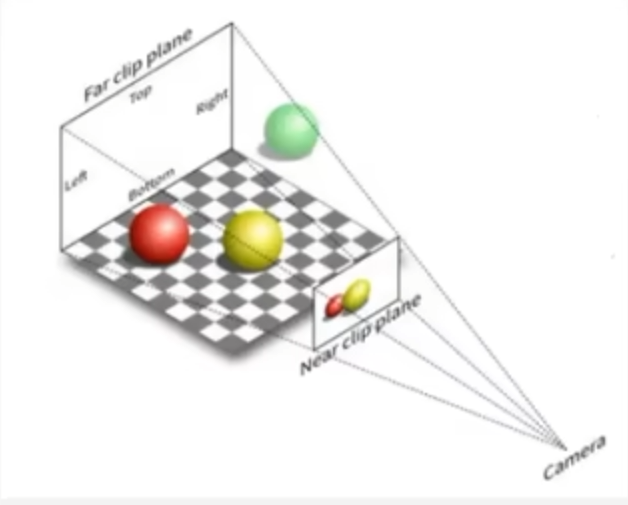 Far clip plane
Top
Right
Left
Bottom
Near clip plane
Camera